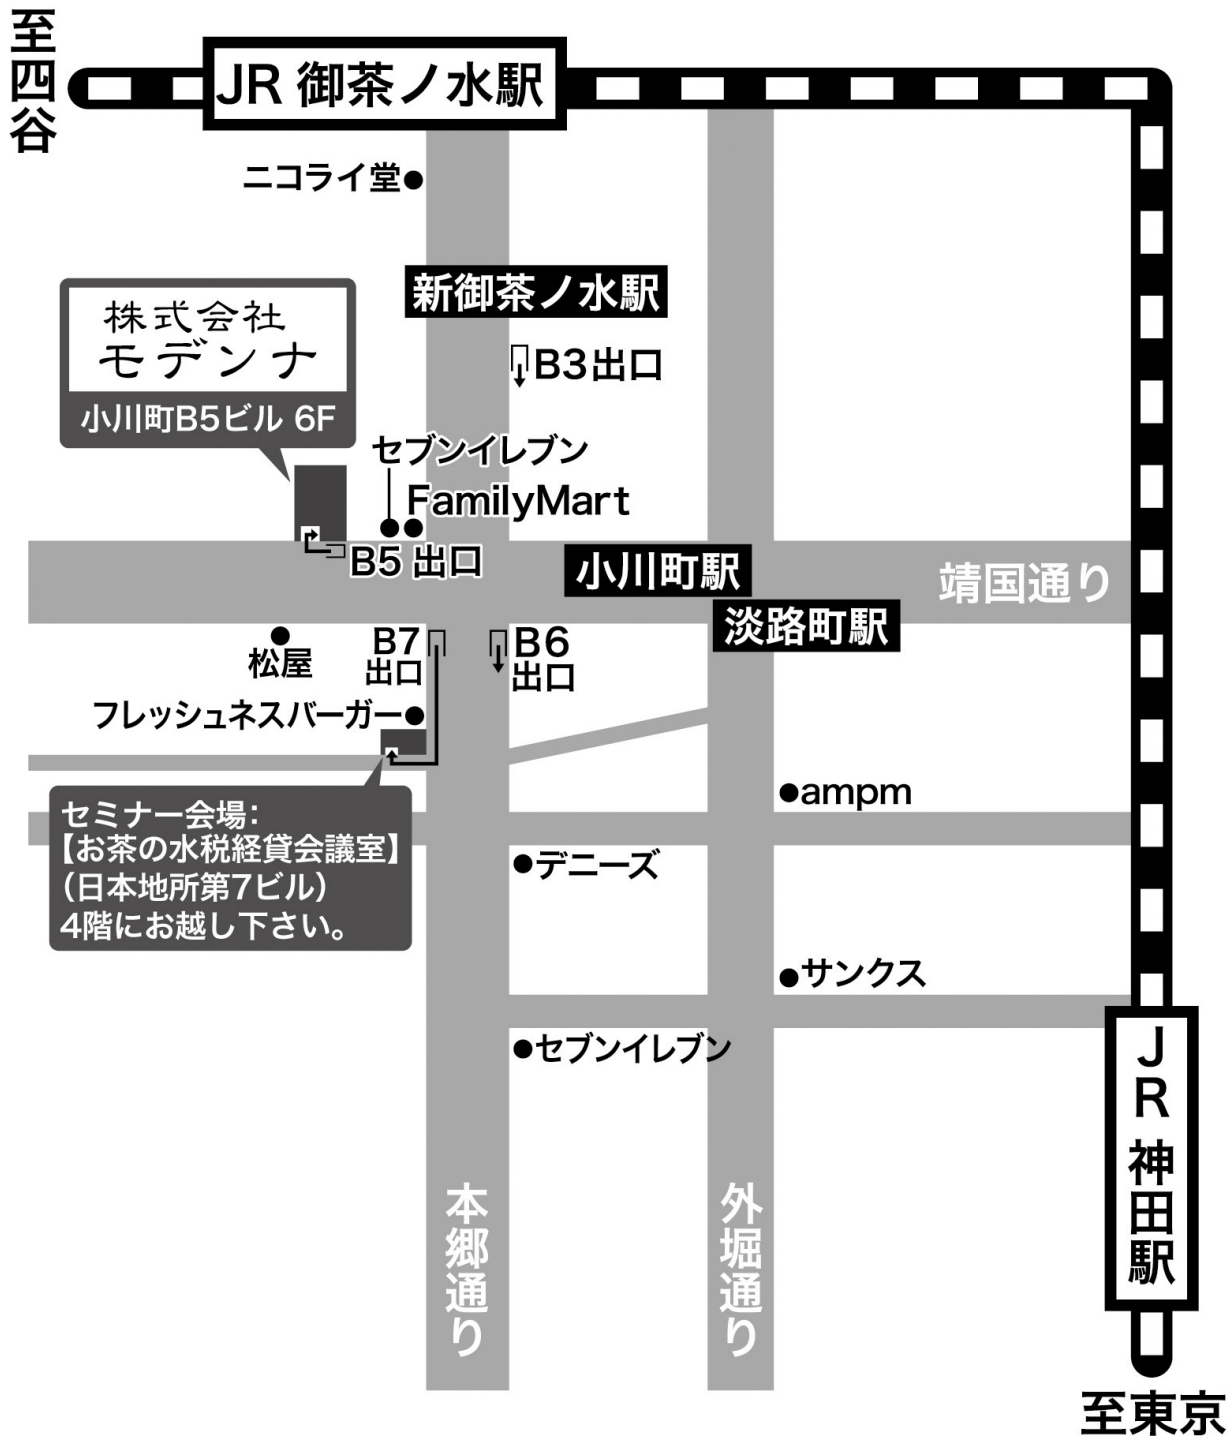 至四谷
JR 御茶ノ水駅
ニコライ堂
新御茶ノ水駅
B3出口
株式会社
モデンナ
小川町B5ビル 6F
セブンイレブン
FamilyMart
B5 出口
小川町駅
靖国通り
淡路町駅
松屋
B7
出口
B6
出口
フレッシュネスバーガー
ampm
セミナー会場：
【お茶の水税経貸会議室】
（日本地所第7ビル）
4階にお越し下さい。
デニーズ
サンクス
セブンイレブン
JR 神田駅
本郷通り
外堀通り
至東京